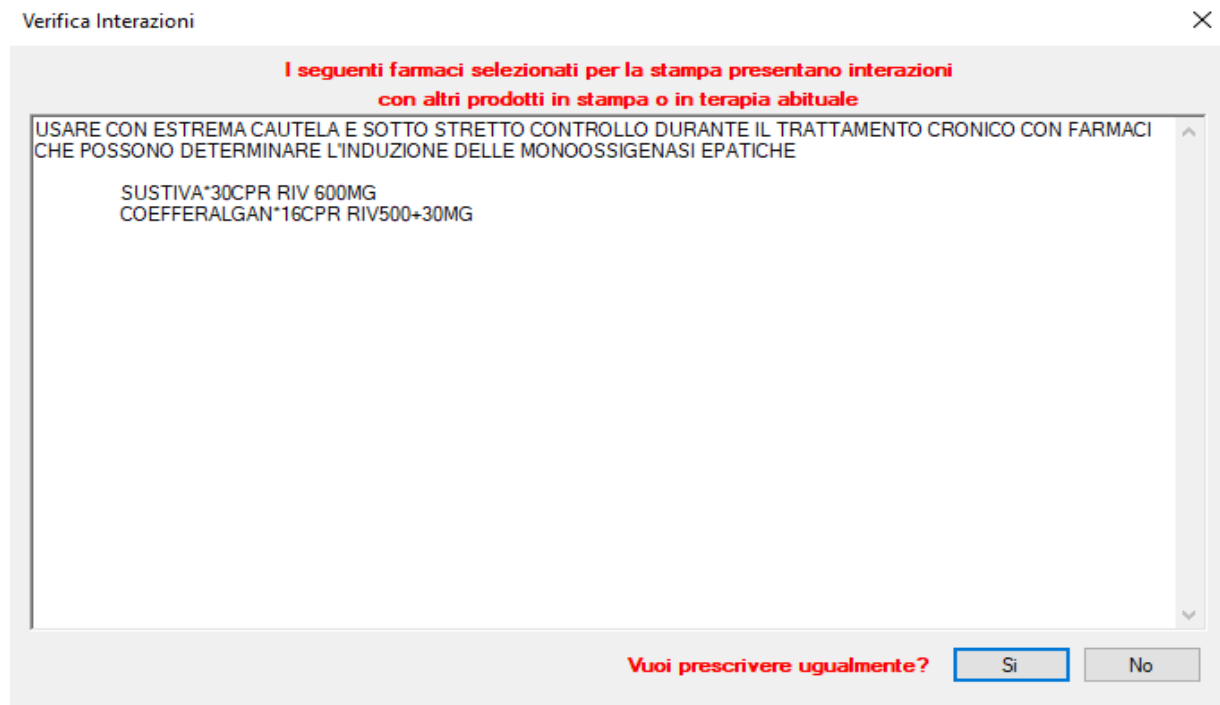 Verifica Interazioni
I seguenti farmaci selezionati per la stampa presentano interazioni
con altri prodotti in stampa o in terapia abituale
USARE CON ESTREMA CAUTELA E SOTTO STRETTO CONTROLLO DURANTE IL TRATTAMENTO CRONICO CON FARMACI
CHE POSSONO DETERMINARE L'INDUZIONE DELLE MONOOSSIGENASI EPATICHE
SUSTIVA*30CPR RIV 600MG
COEFFERALGAN*16CPR RIV500+30MG
Vuoi prescrivere ugualmente? Si No